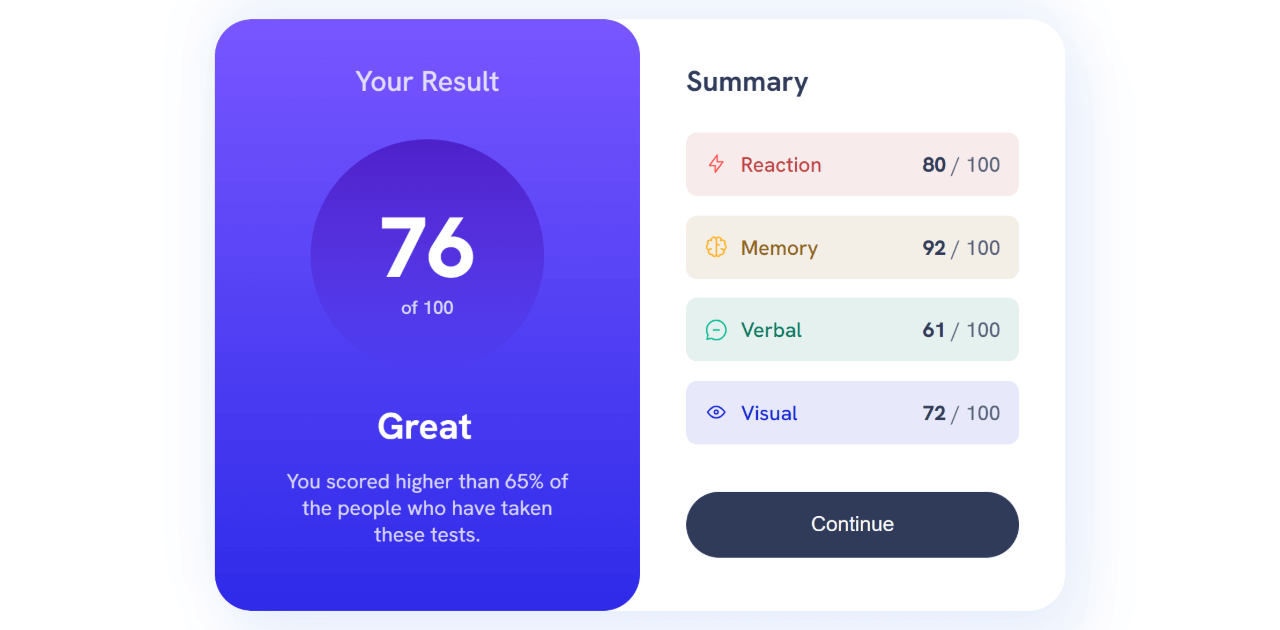 Your Result
76
of 100
Great
You scored higher than 65% of
the people who have taken
these tests.
Summary
Reaction 80 / 100
Memory 92 / 100
Verbal 61 / 100
Visual 72 / 100
Continue